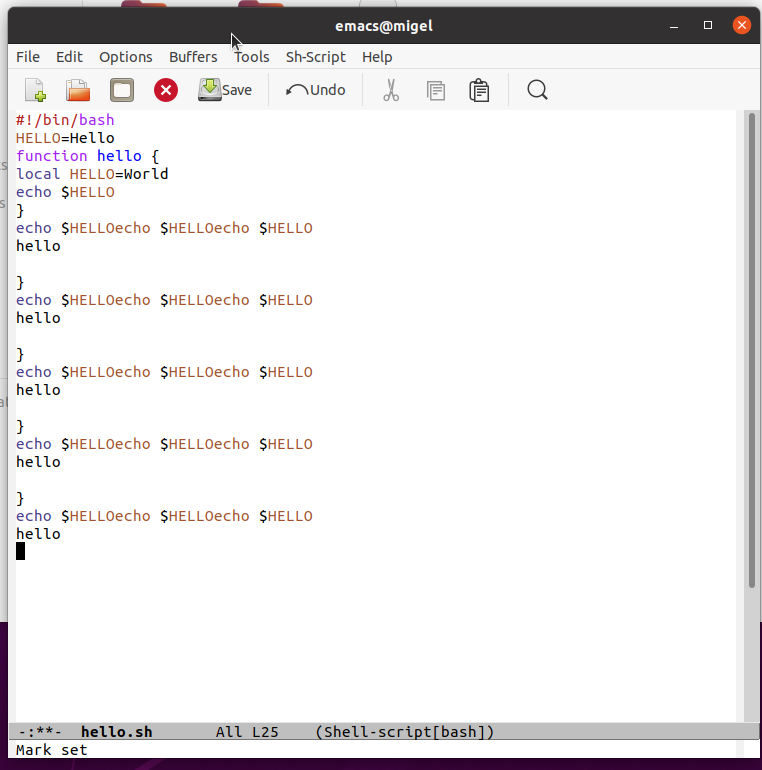 emacs@migel
File Edit Options Buffers Tools Sh-Script Help
Save Undo
#!/bin/bash
HELLO=Hello
function hello {
local HELLO=World
echo $HELLO
}
echo $HELLOecho $HELLOecho $HELLO
hello
}
echo $HELLOecho $HELLOecho $HELLO
hello
}
echo $HELLOecho $HELLOecho $HELLO
hello
}
echo $HELLOecho $HELLOecho $HELLO
hello
}
echo $HELLOecho $HELLOecho $HELLO
hello
-:**- hello.sh All L25 (Shell-script[bash])
Mark set